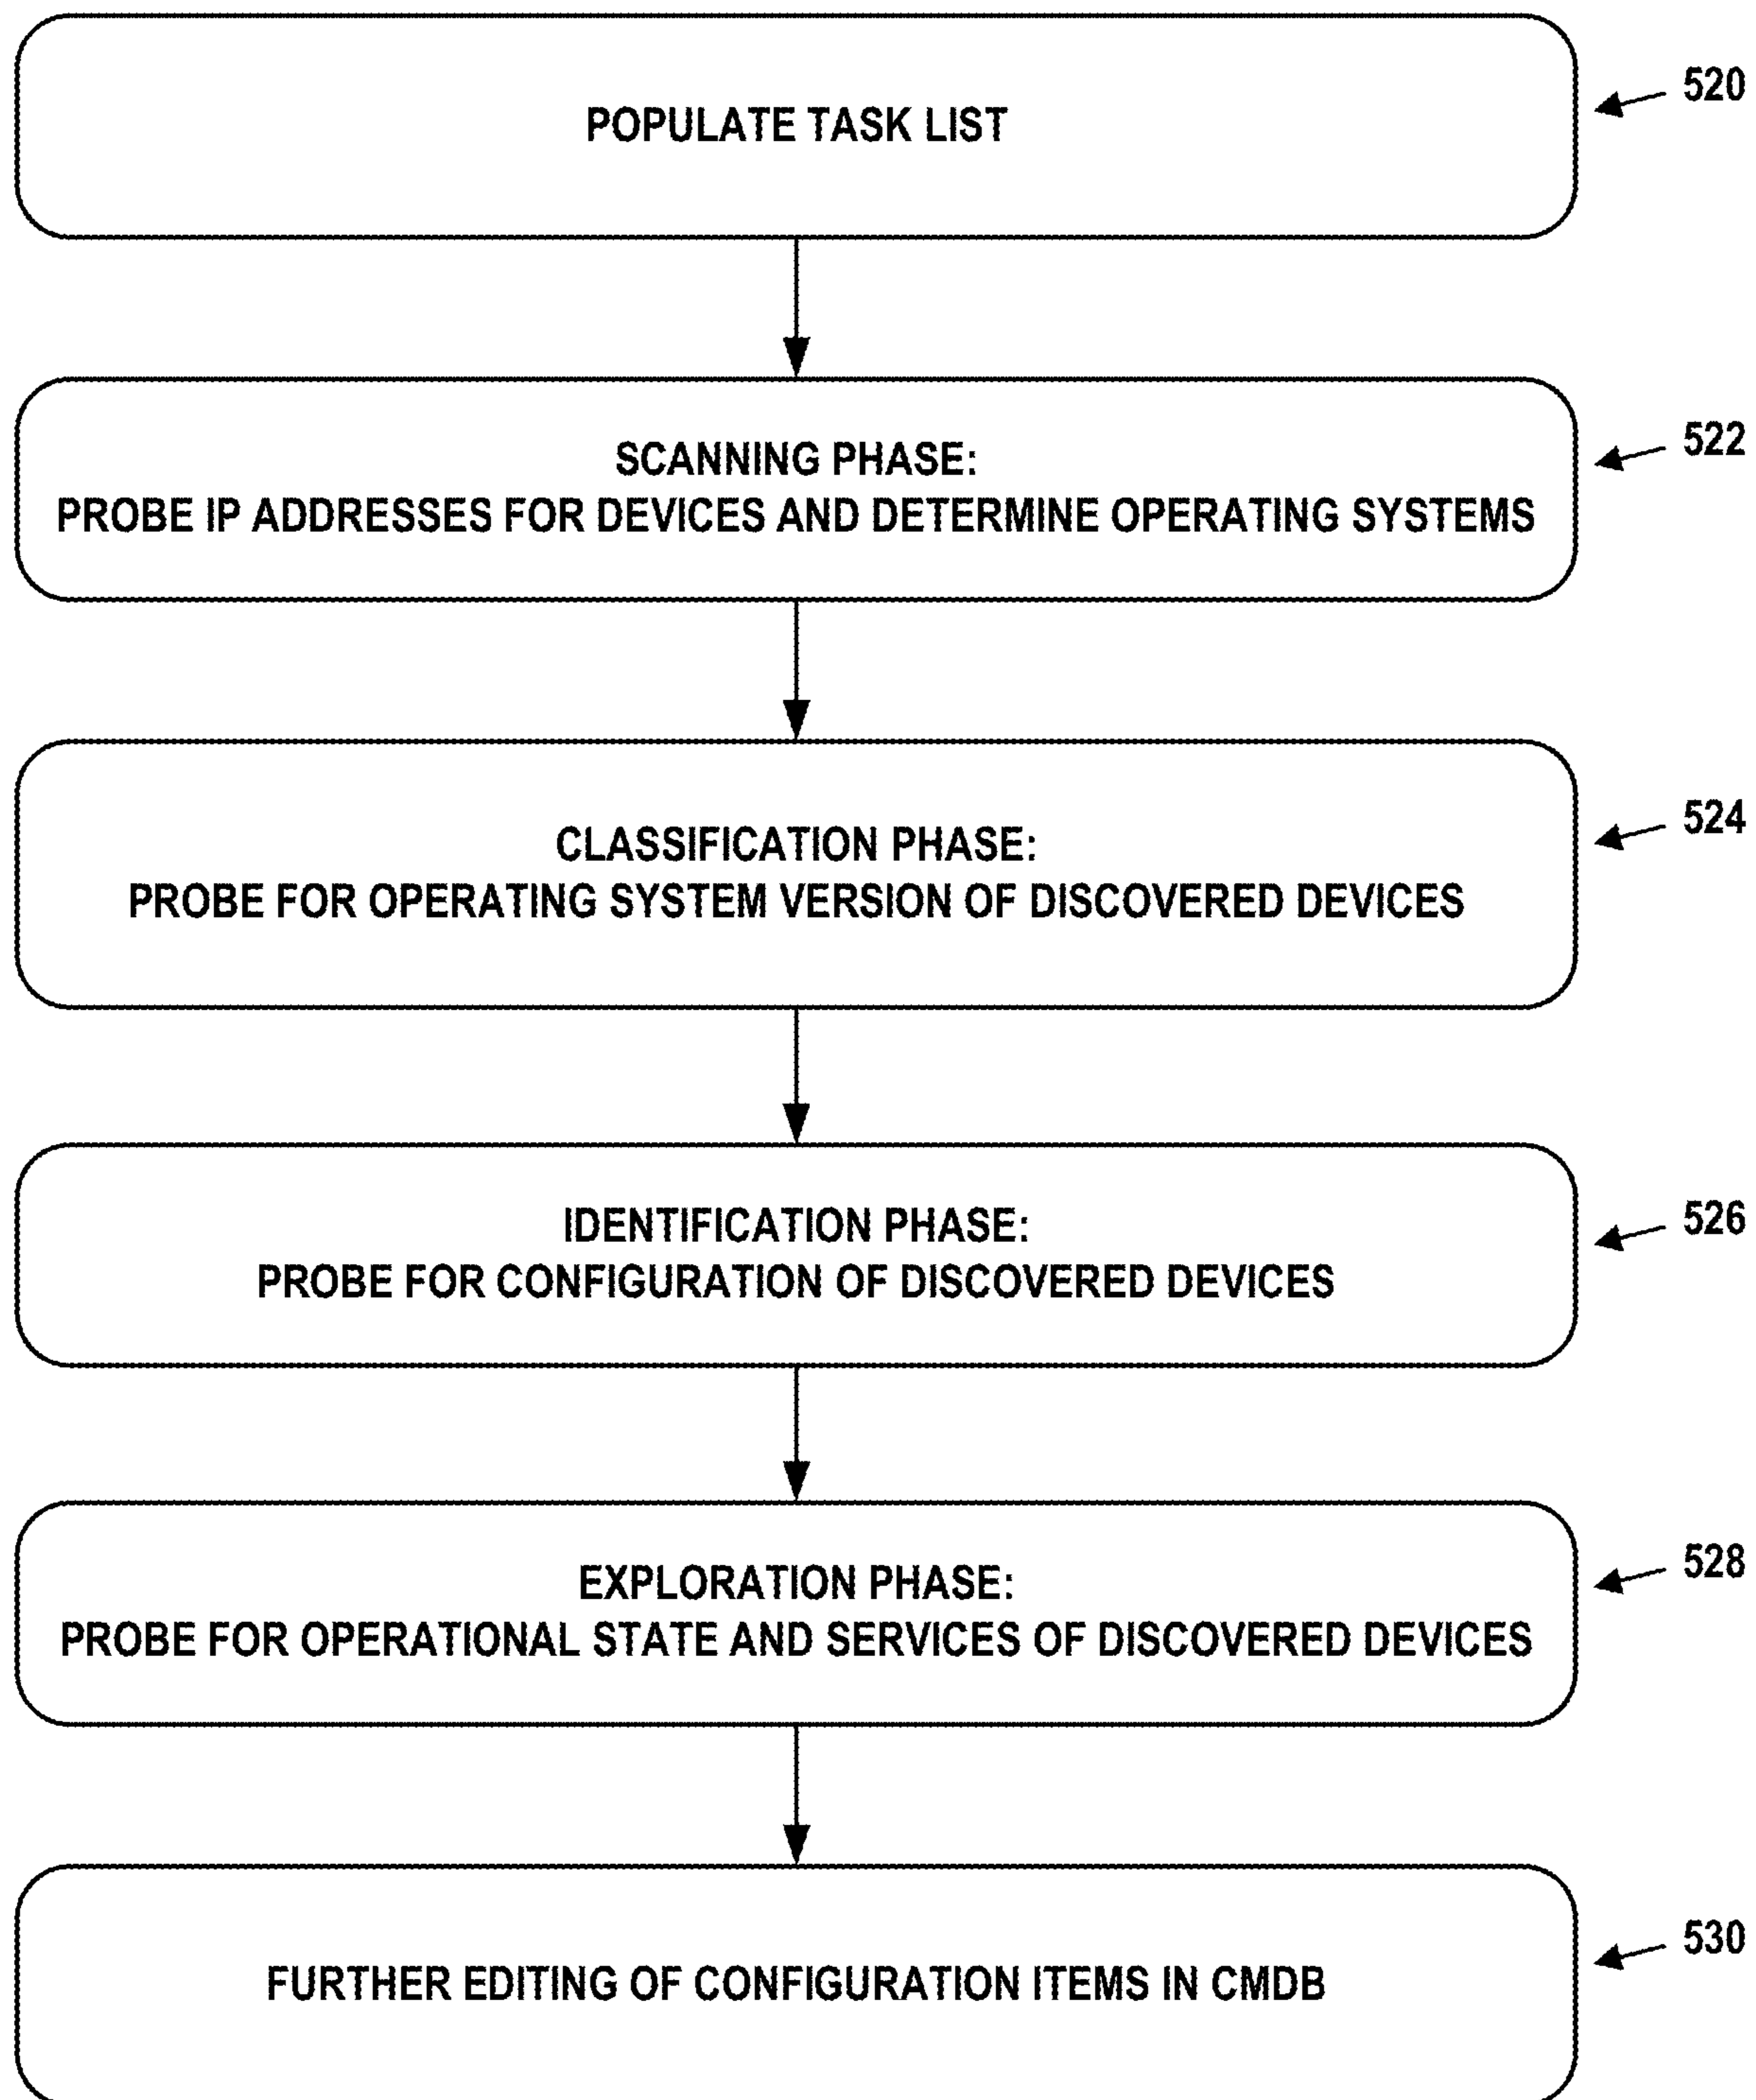 POPULATE TASK LIST
520
SCANNING PHASE:
PROBE IP ADDRESSES FOR DEVICES AND DETERMINE OPERATING SYSTEMS
522
CLASSIFICATION PHASE:
PROBE FOR OPERATING SYSTEM VERSION OF DISCOVERED DEVICES
524
IDENTIFICATION PHASE:
PROBE FOR CONFIGURATION OF DISCOVERED DEVICES
526
EXPLORATION PHASE:
PROBE FOR OPERATIONAL STATE AND SERVICES OF DISCOVERED DEVICES
528
FURTHER EDITING OF CONFIGURATION ITEMS IN CMDB
530